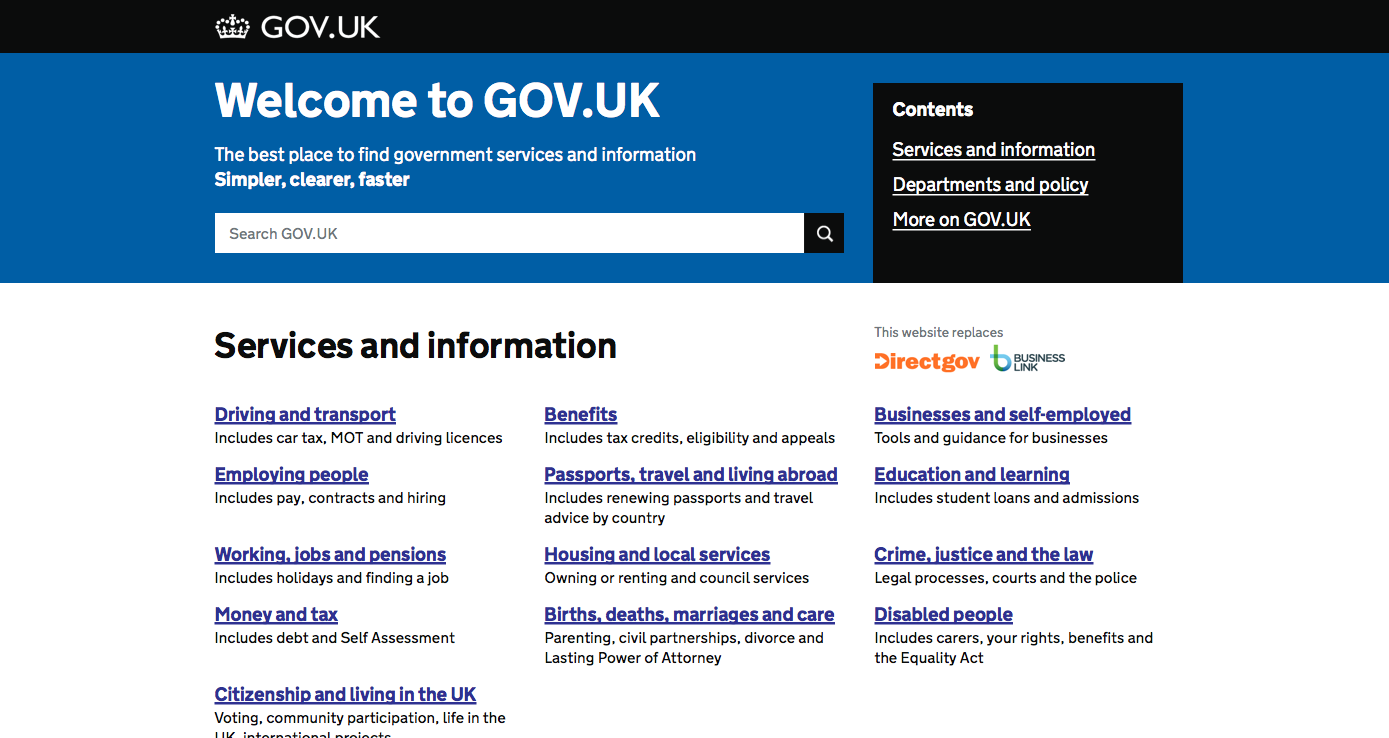 GOV.UK
Welcome to GOV.UK
The best place to find government services and information
Simpler, clearer, faster
Search GOV.UK
Contents
Services and information
Departments and policy
More on GOV.UK
Services and information
This website replaces
Directgov
BUSINESS
LINK
Driving and transport
Includes car tax, MOT and driving licences
Benefits
Includes tax credits, eligibility and appeals
Businesses and self-employed
Tools and guidance for businesses
Employing people
Includes pay, contracts and hiring
Passports, travel and living abroad
Includes renewing passports and travel
advice by country
Education and learning
Includes student loans and admissions
Working, jobs and pensions
Includes holidays and finding a job
Housing and local services
Owning or renting and council services
Crime, justice and the law
Legal processes, courts and the police
Money and tax
Includes debt and Self Assessment
Births, deaths, marriages and care
Parenting, civil partnerships, divorce and
Lasting Power of Attorney
Disabled people
Includes carers, your rights, benefits and
the Equality Act
Citizenship and living in the UK
Voting, community participation, life in the
UK, international projects